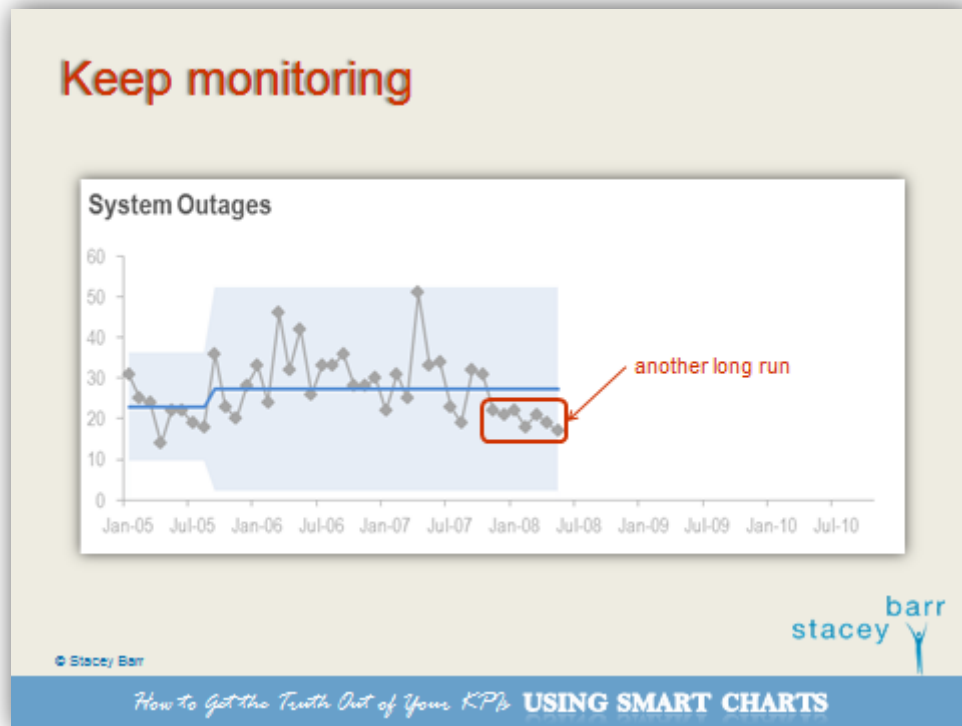 Keep monitoring
System Outages
60
50
40
30
20
10
0
another long run
Jan-05 Jul-05 Jan-06 Jul-06 Jan-07 Jul-07 Jan-08 Jul-08 Jan-09 Jul-09 Jan-10 Jul-10
barr
stacey
© Stacey Barr
How to Get the Truth Out of Your KPIs USING SMART CHARTS